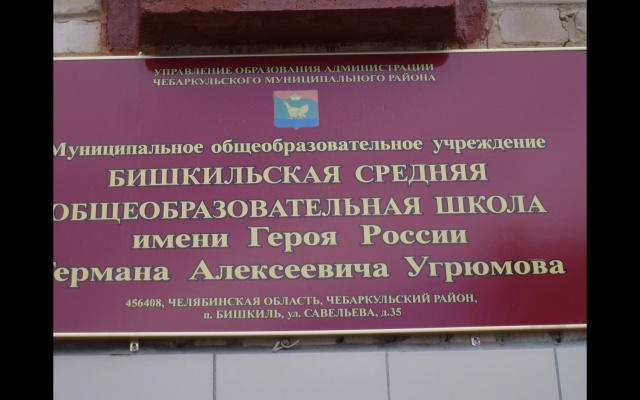 УПРАВЛЕНИЕ ОБРАЗОВАНИЯ АДМИНИСТРАЦИИ
ЧЕБАРКУЛЬСКОГО МУНИЦИПАЛЬНОГО РАЙОНА
Муниципальное общеобразовательное учреждение
БИШКИЛЬСКАЯ СРЕДНЯЯ
ОБЩЕОБРАЗОВАТЕЛЬНАЯ ШКОЛА
имени Героя России
Германа Алексеевича Угрюмова
456408, ЧЕЛЯБИНСКАЯ ОБЛАСТЬ, ЧЕБАРКУЛЬСКИЙ РАЙОН,
п. БИШКИЛЬ, ул. САВЕЛЬЕВА, д.35